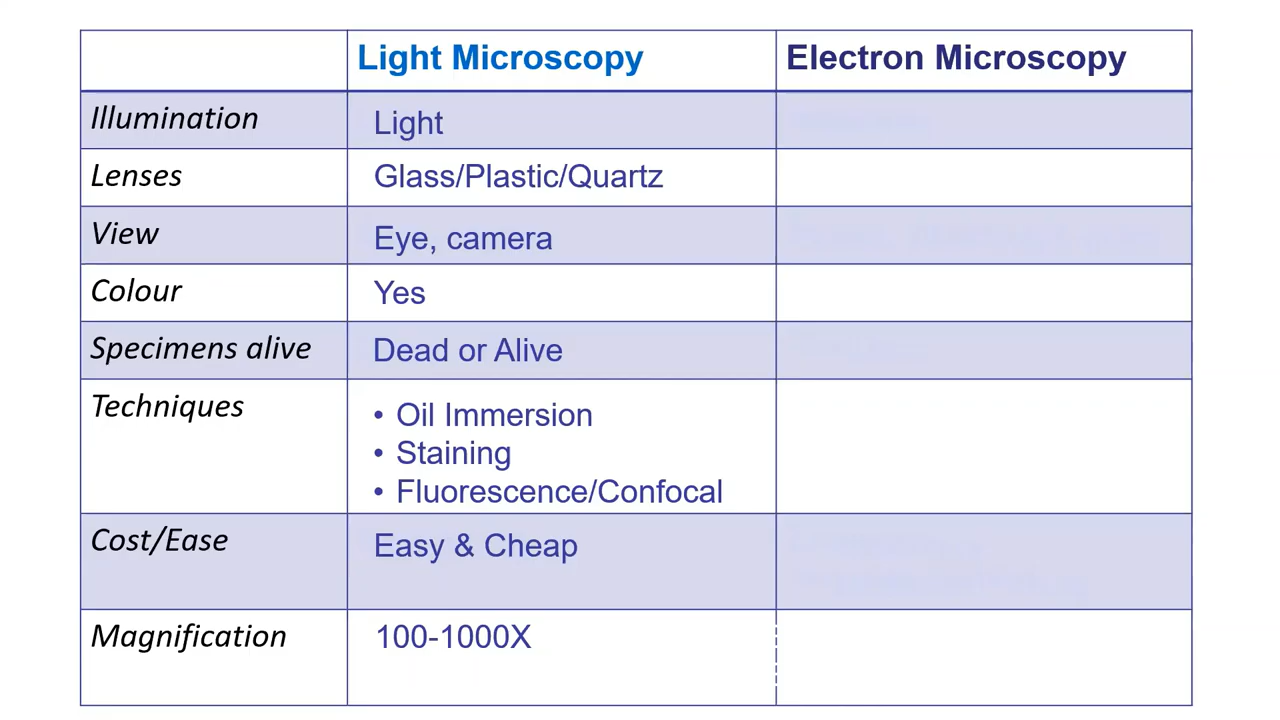 Light Microscopy Electron Microscopy
Illumination Light
Lenses Glass/Plastic/Quartz
View Eye, camera
Colour Yes
Specimens alive Dead or Alive
Techniques • Oil Immersion
• Staining
• Fluorescence/Confocal
Cost/Ease Easy & Cheap
Magnification 100-1000X